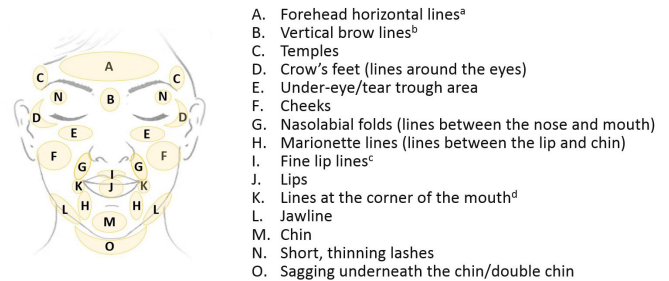 A
C
C
N
B
N
D
D
E
E
F
F
G
G
I
K
J
K
H
H
L
L
M
O
A. Forehead horizontal linesᵃ
B. Vertical brow linesᵇ
C. Temples
D. Crow's feet (lines around the eyes)
E. Under-eye/tear trough area
F. Cheeks
G. Nasolabial folds (lines between the nose and mouth)
H. Marionette lines (lines between the lip and chin)
I. Fine lip linesᶜ
J. Lips
K. Lines at the corner of the mouthᵈ
L. Jawline
M. Chin
N. Short, thinning lashes
O. Sagging underneath the chin/double chin